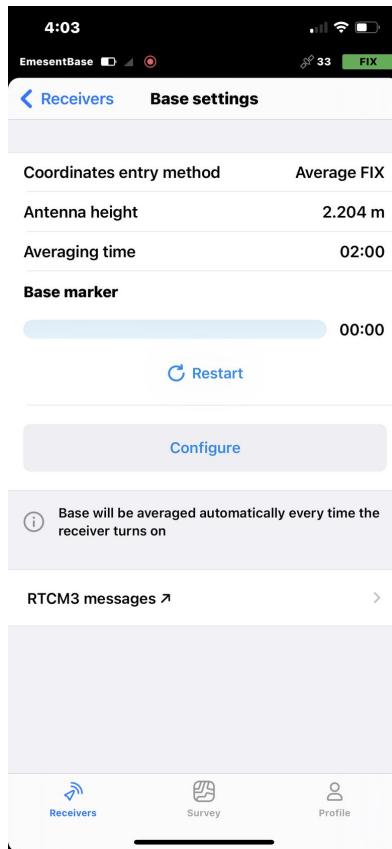 4:03
EmesentBase 33 FIX
Receivers Base settings
Coordinates entry method Average FIX
Antenna height 2.204 m
Averaging time 02:00
Base marker
00:00
Restart
Configure
Base will be averaged automatically every time the
receiver turns on
RTCM3 messages ↗
Receivers Survey Profile